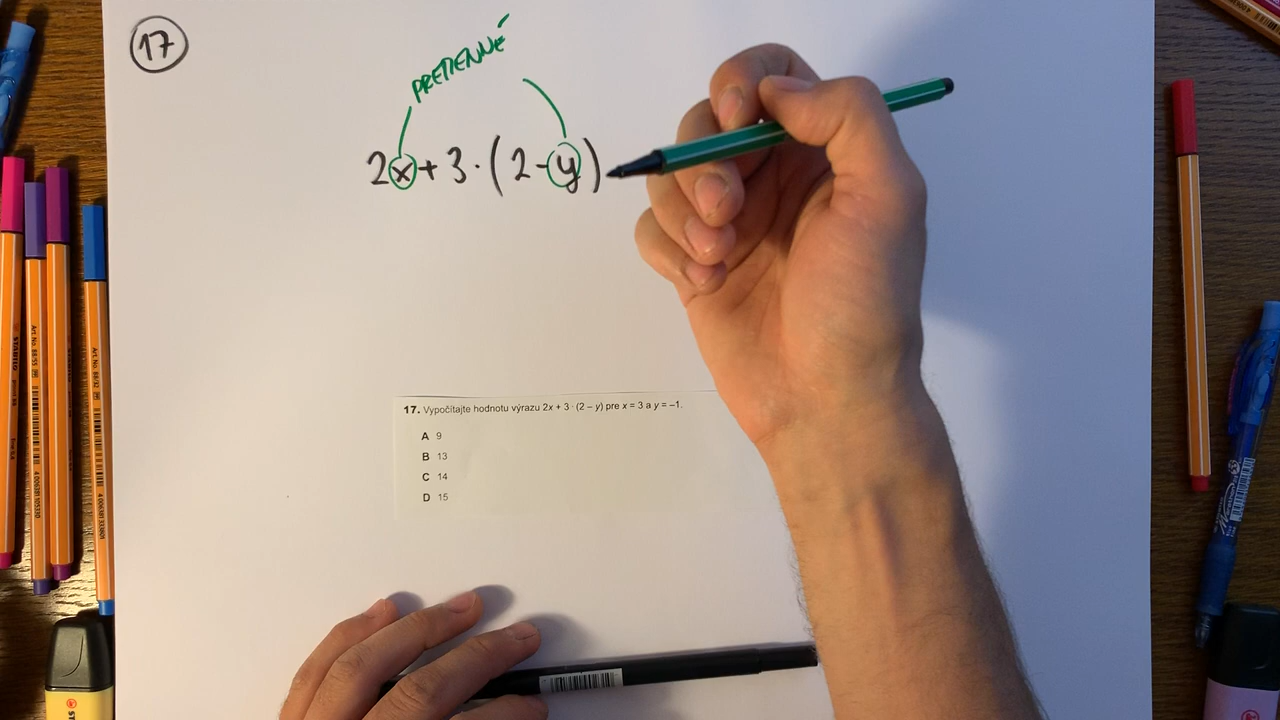 17
PREMENNÉ
2x + 3 · (2 - y)
17. Vypočítajte hodnotu výrazu 2x + 3 · (2 – y) pre x = 3 a y = –1.
A 9
B 13
C 14
D 15